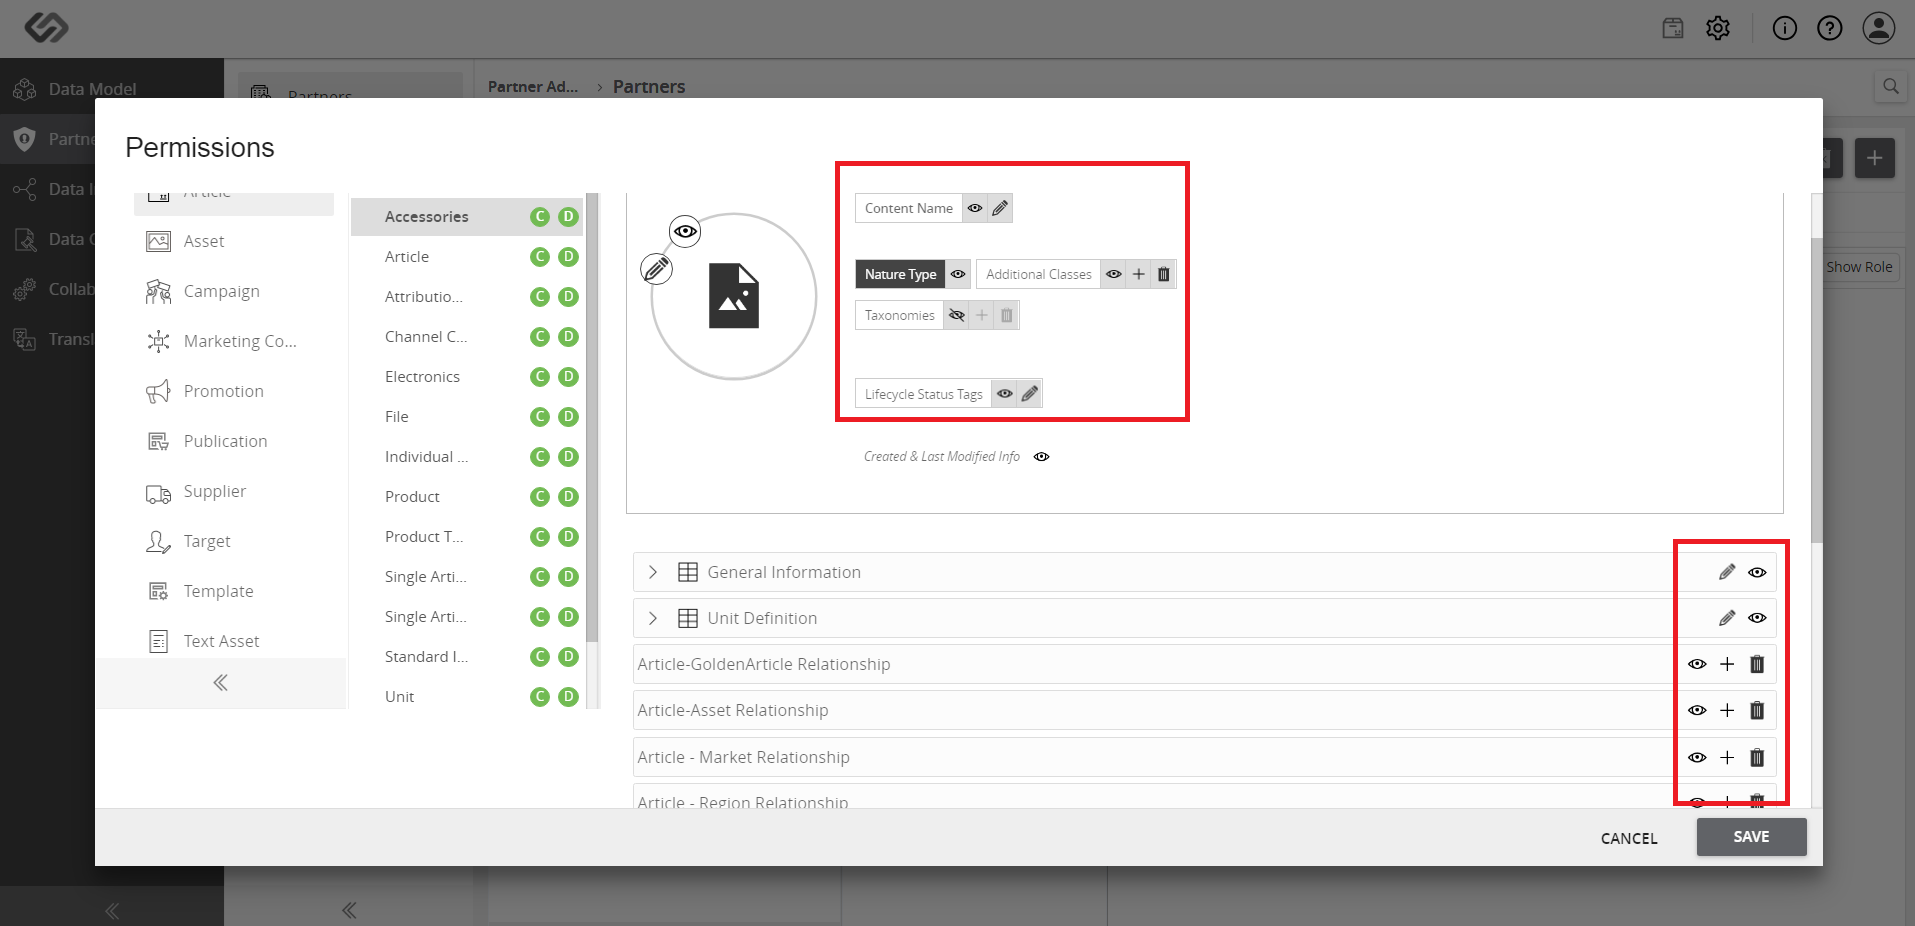 Data Model
Partne
Data I
Data
Collab
Transl
Partners
Partner Ad... > Partners
Show Role
Permissions
Article
Asset
Campaign
Marketing Co...
Promotion
Publication
Supplier
Target
Template
Text Asset
Accessories C D
Article C D
Attributio... C D
Channel C... C D
Electronics C D
File C D
Individual ... C D
Product C D
Product T... C D
Single Arti... C D
Single Arti... C D
Standard I... C D
Unit C D
Content Name
Nature Type Additional Classes
Taxonomies
Lifecycle Status Tags
Created & Last Modified Info
General Information
Unit Definition
Article-GoldenArticle Relationship
Article-Asset Relationship
Article - Market Relationship
Article - Region Relationship
CANCEL SAVE